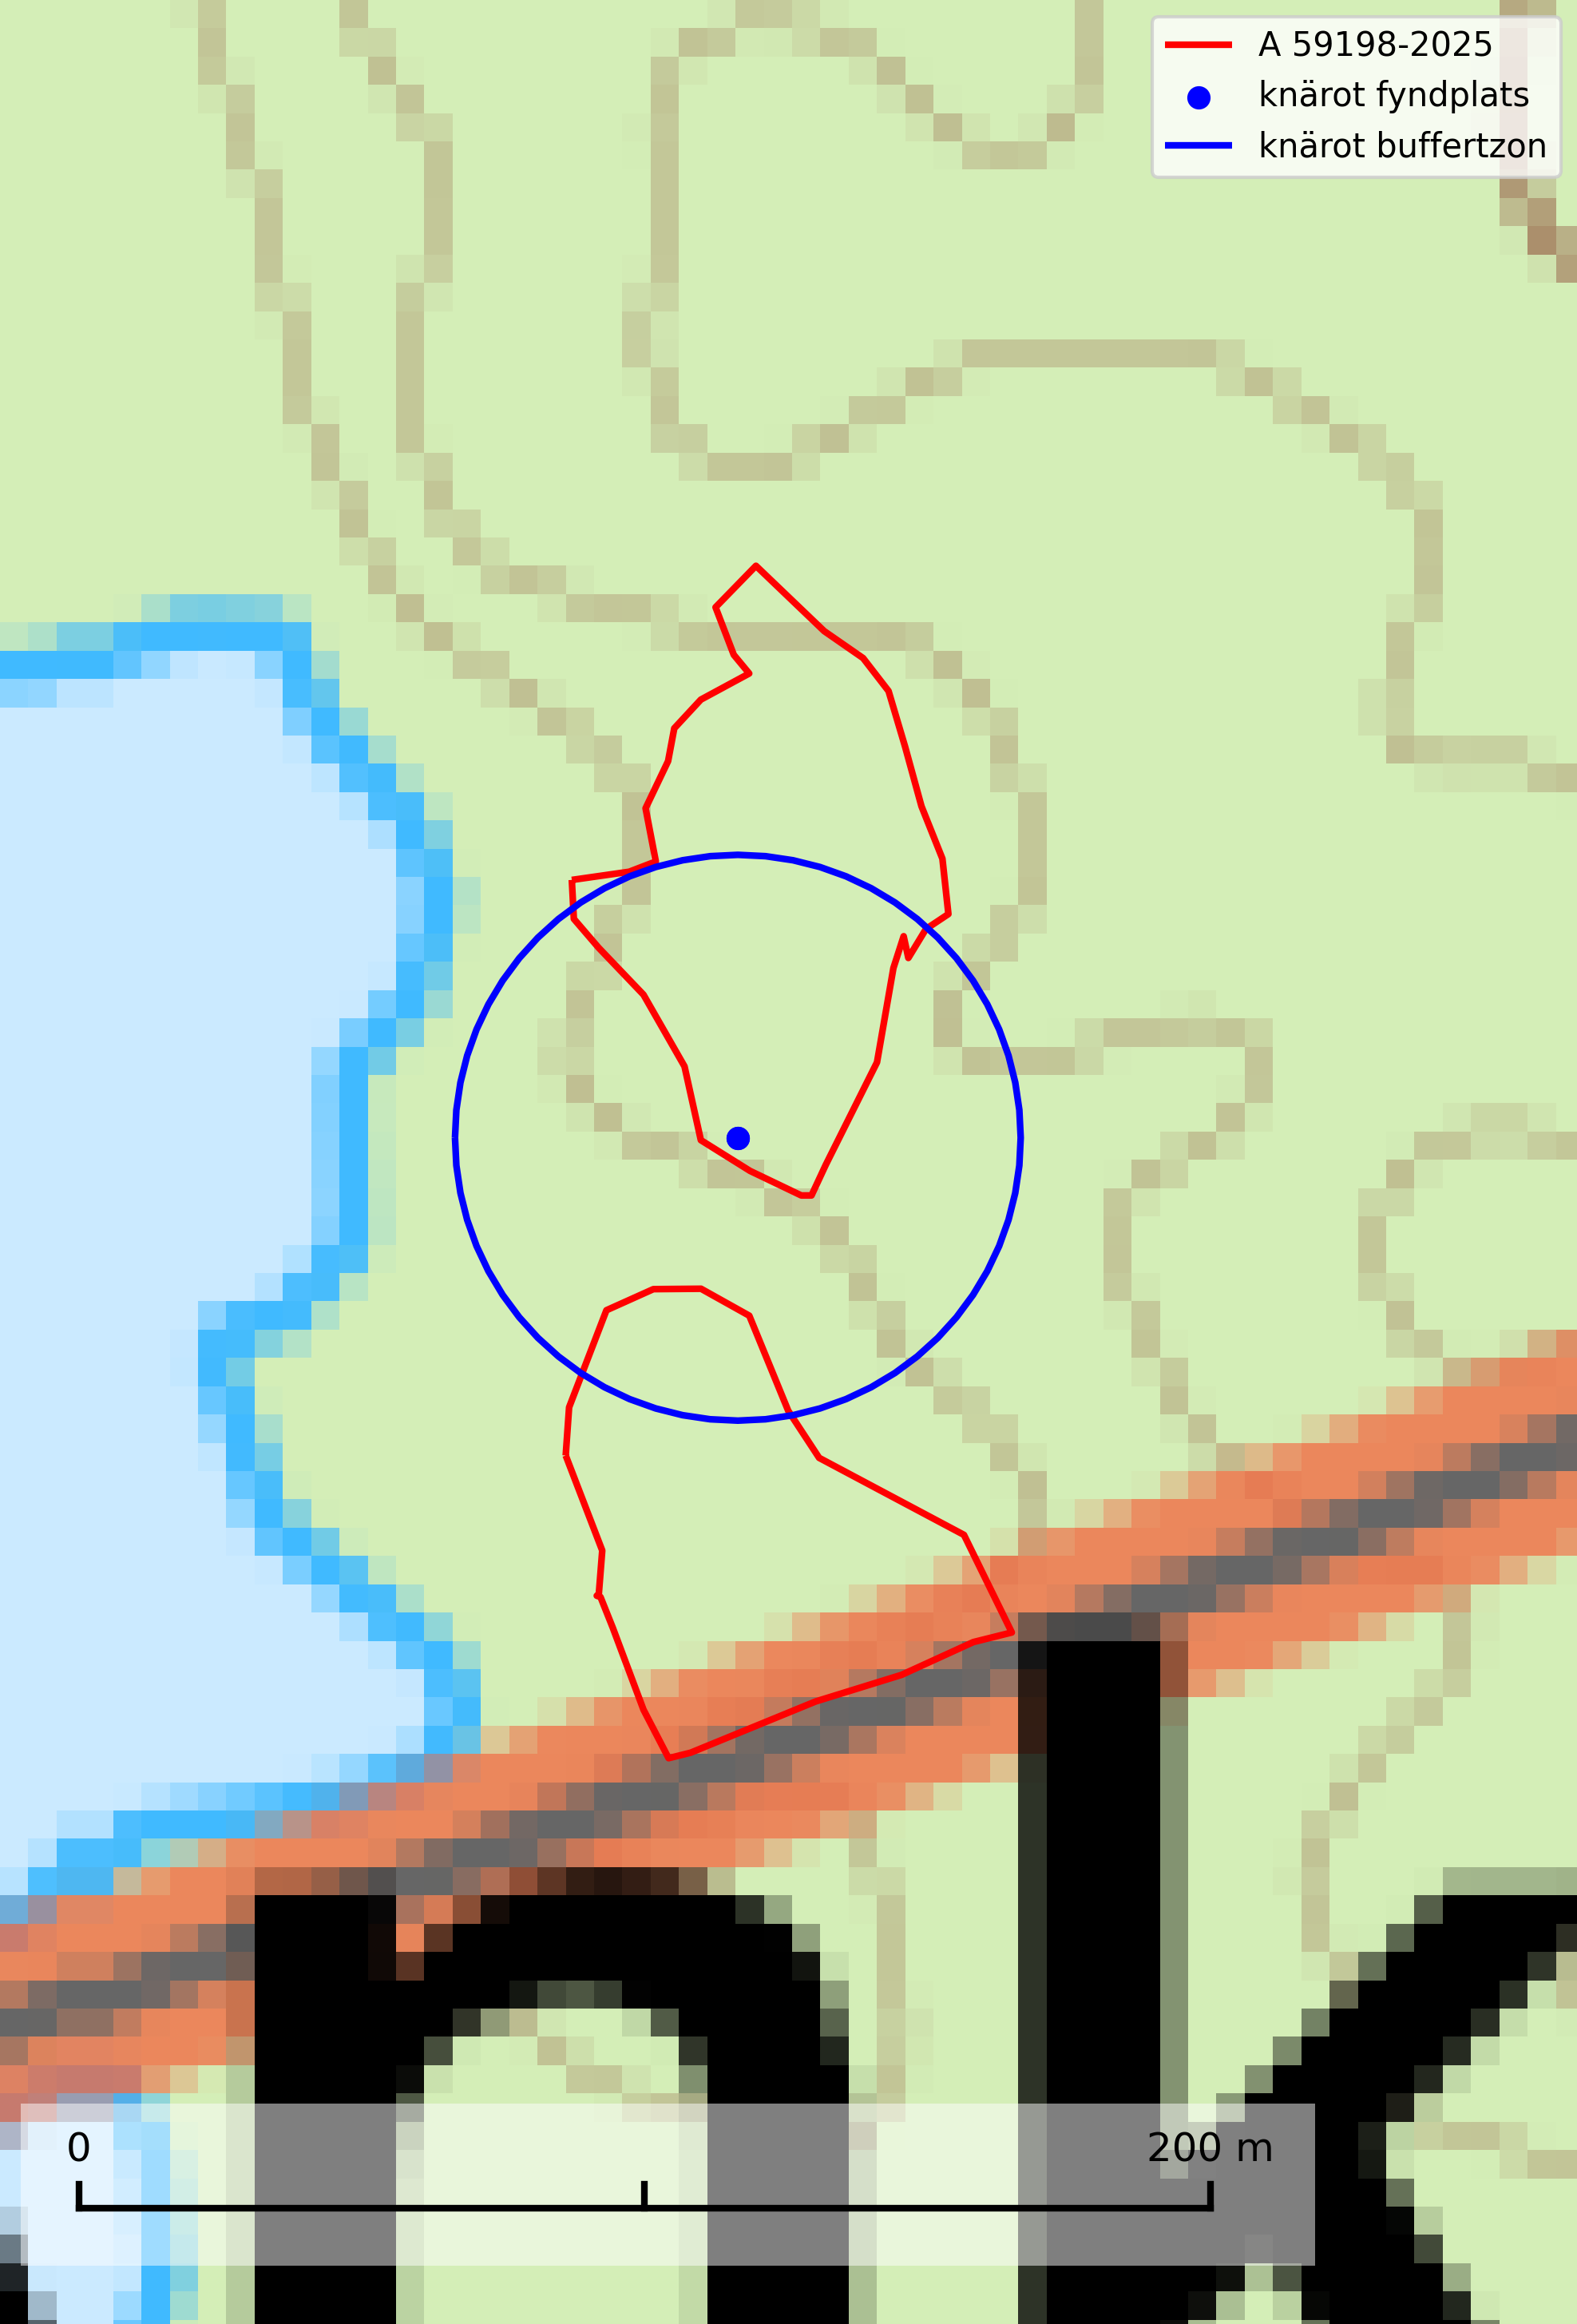 A 59198-2025
knärot fyndplats
knärot buffertzon
0 200 m